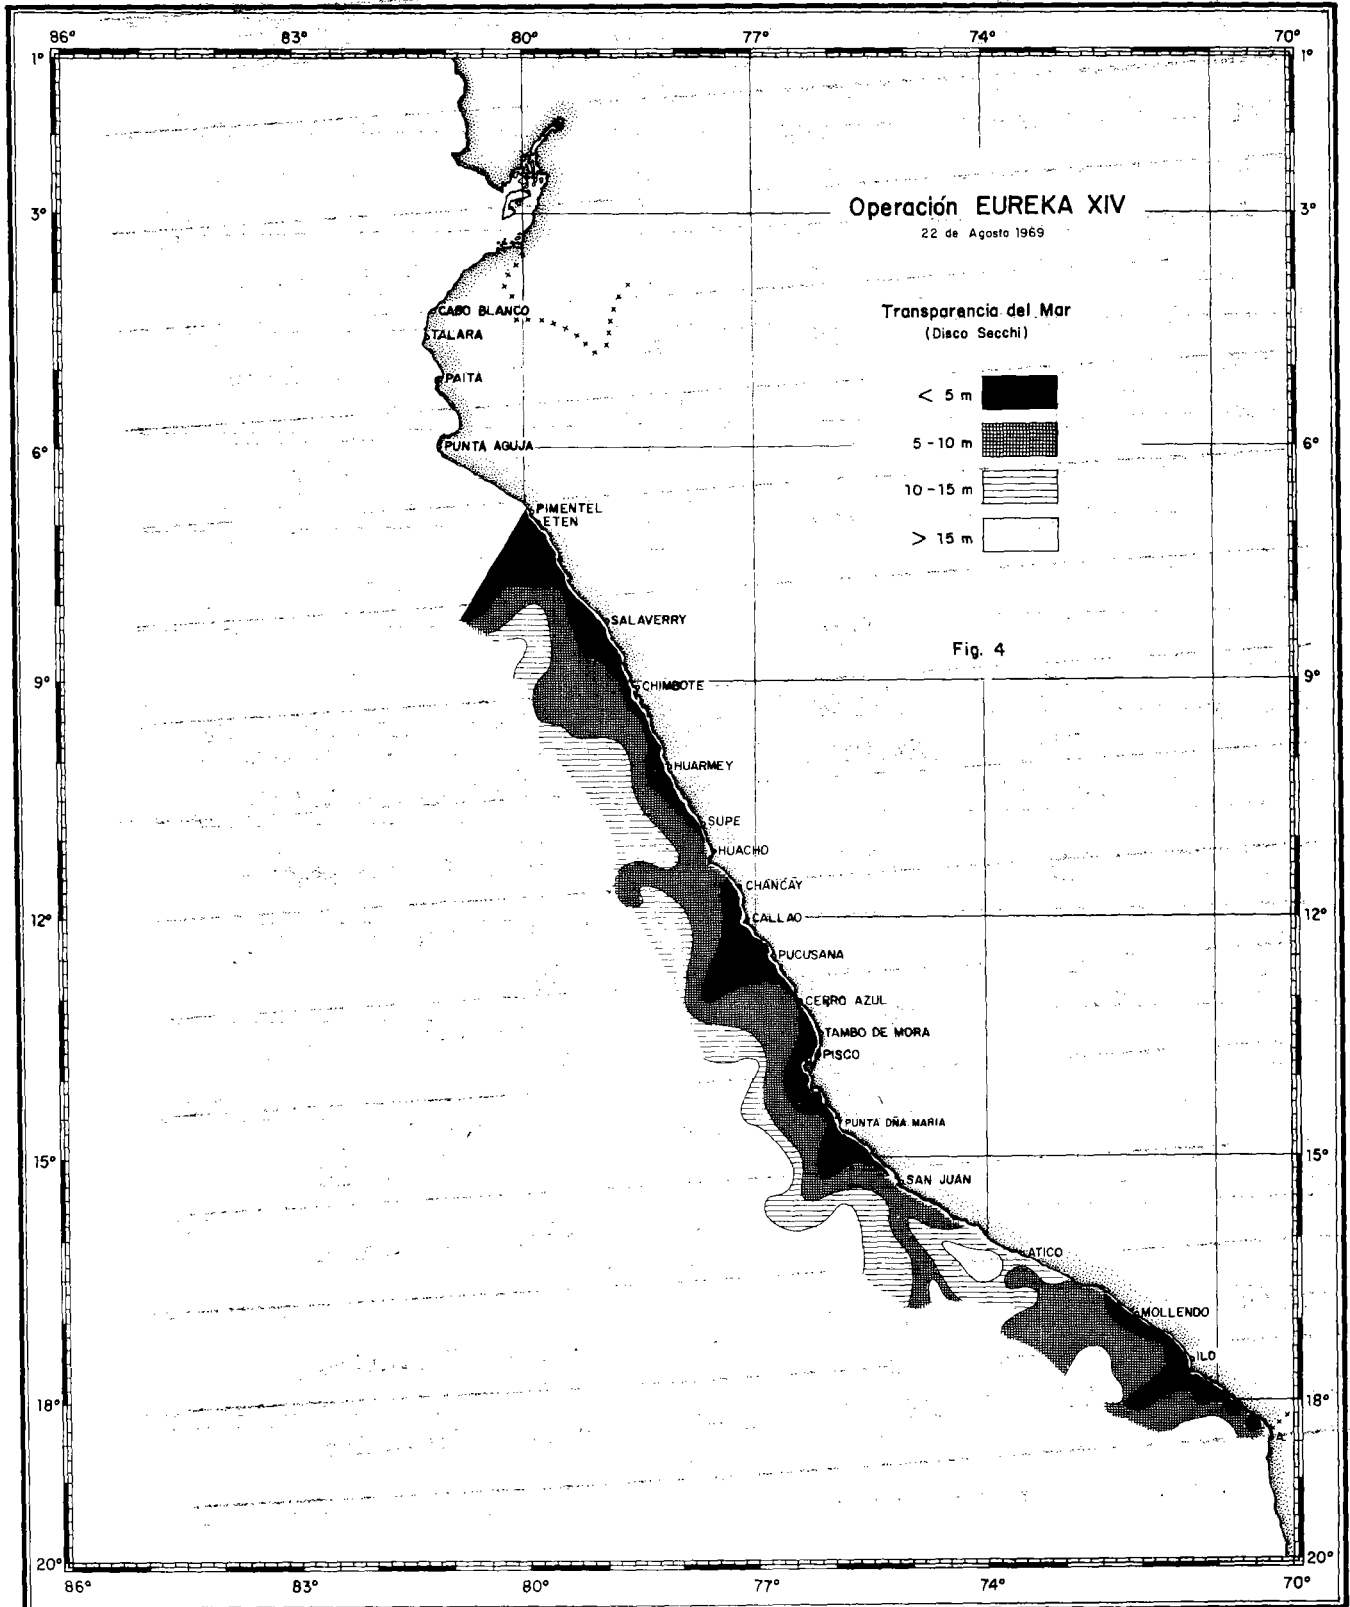 86° 83° 80° 77° 74° 70°
1° 1°
3° 3°
Operación EUREKA XIV
22 de Agosto 1969
Transparencia del Mar
(Disco Secchi)
< 5 m
5 - 10 m
10 - 15 m
> 15 m
CABO BLANCO
TALARA
PAITA
PUNTA AGUJA
6° 6°
PIMENTEL
ETEN
SALAVERRY
Fig. 4
9° 9°
CHIMBOTE
HUARMEY
SUPE
HUACHO
CHANCAY
12° 12°
CALLAO
PUCUSANA
CERRO AZUL
TAMBO DE MORA
PISCO
PUNTA DÑA. MARIA
15° 15°
SAN JUAN
ATICO
MOLLENDO
ILO
18° 18°
A
20° 20°
86° 83° 80° 77° 74° 70°